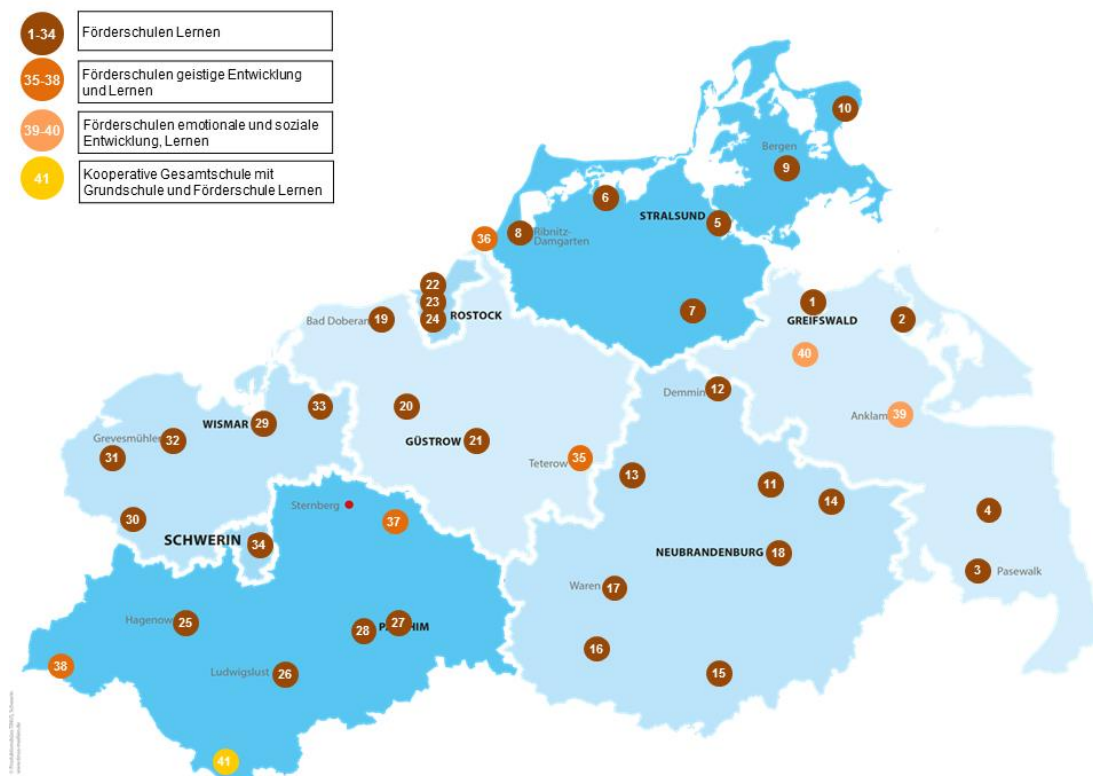 1-34
Förderschulen Lernen
35-38
Förderschulen geistige Entwicklung
und Lernen
39-40
Förderschulen emotionale und soziale
Entwicklung, Lernen
41
Kooperative Gesamtschule mit
Grundschule und Förderschule Lernen
10
Bergen
9
6
STRALSUND
5
36
8
Ribnitz-
Damgarten
22
23
24
ROSTOCK
Bad Doberan
19
7
1
GREIFSWALD
2
40
Demmin
12
Anklam
39
33
20
WISMAR
29
Grevesmühlen
32
31
GÜSTROW
21
Teterow
35
13
11
14
4
Sternberg
37
30
SCHWERIN
34
NEUBRANDENBURG
18
3
Pasewalk
Waren
17
Hagenow
25
28
27
16
38
Ludwigslust
26
15
41